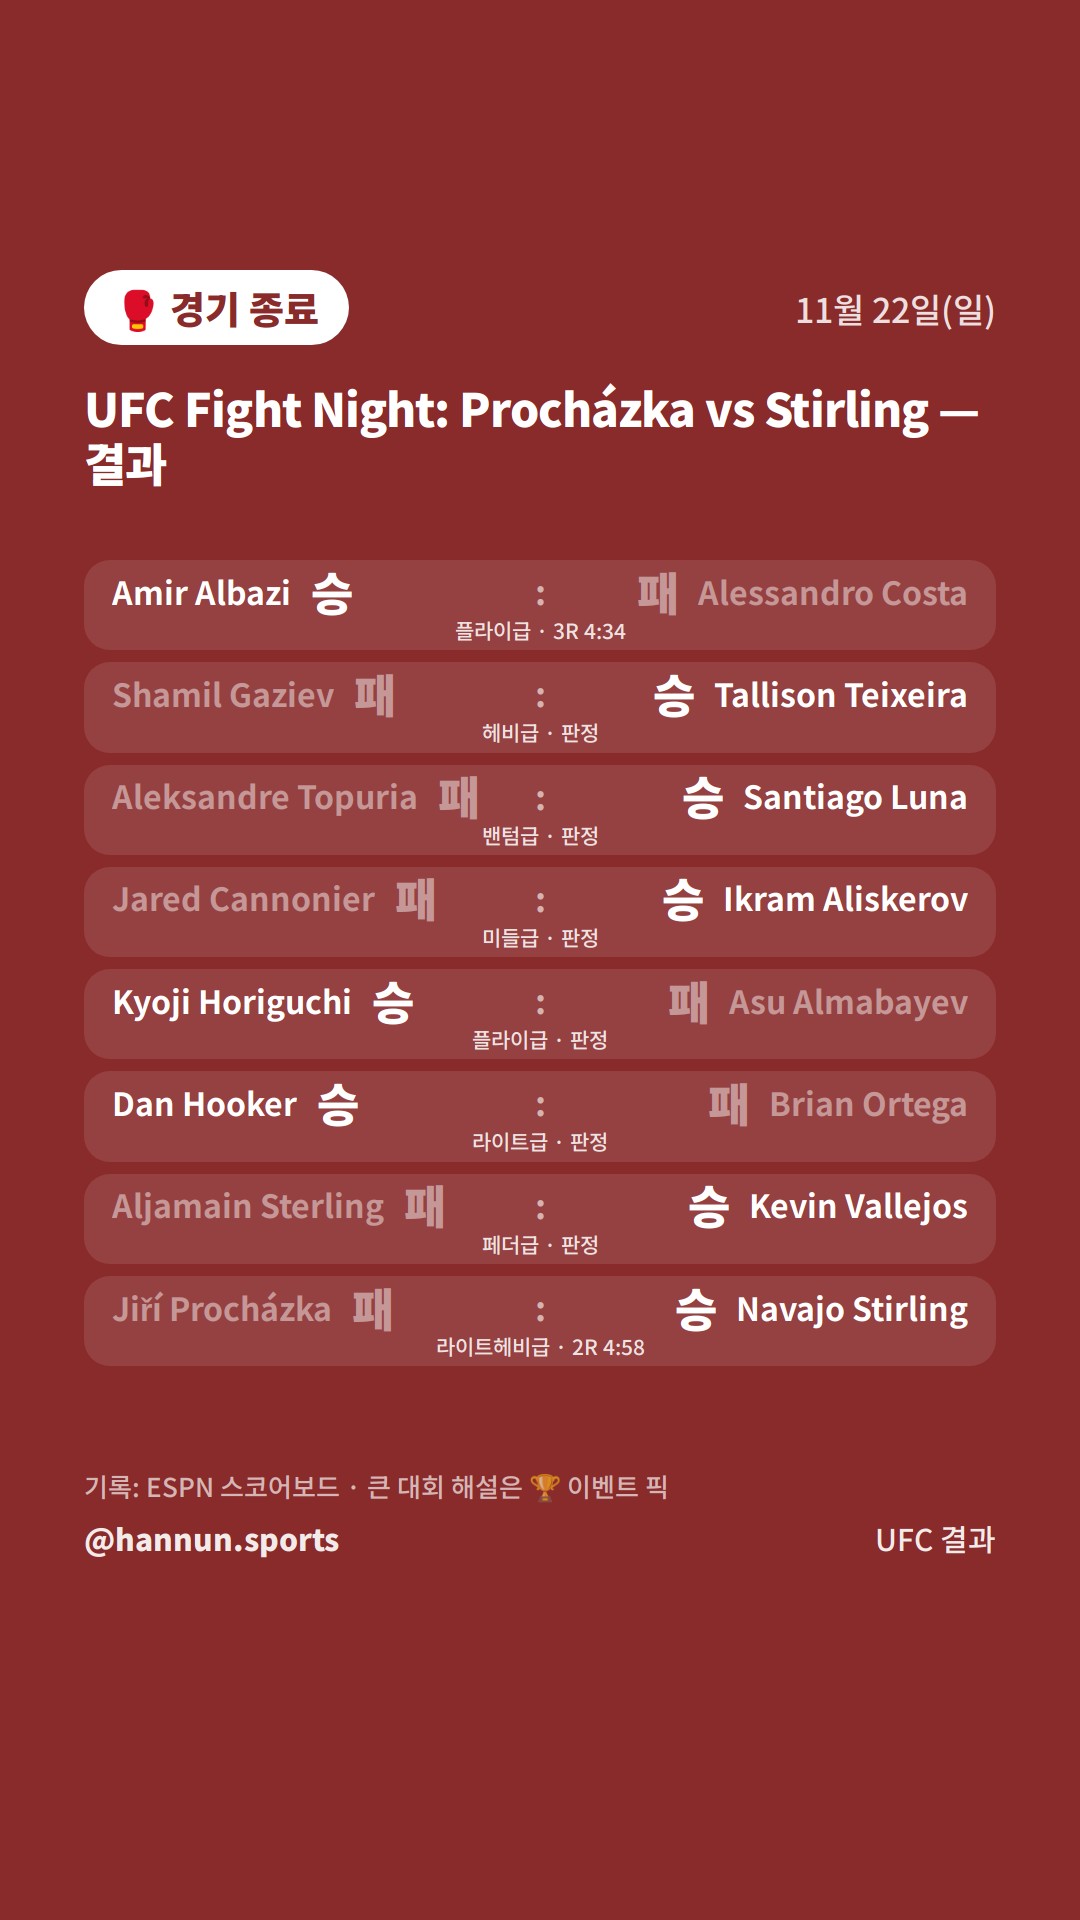 🥊 경기 종료
11월 22일(일)
UFC Fight Night: Procházka vs Stirling —
결과
Amir Albazi 승 : 패 Alessandro Costa
플라이급 · 3R 4:34
Shamil Gaziev 패 : 승 Tallison Teixeira
헤비급 · 판정
Aleksandre Topuria 패 : 승 Santiago Luna
밴텀급 · 판정
Jared Cannonier 패 : 승 Ikram Aliskerov
미들급 · 판정
Kyoji Horiguchi 승 : 패 Asu Almabayev
플라이급 · 판정
Dan Hooker 승 : 패 Brian Ortega
라이트급 · 판정
Aljamain Sterling 패 : 승 Kevin Vallejos
페더급 · 판정
Jiří Procházka 패 : 승 Navajo Stirling
라이트헤비급 · 2R 4:58
기록: ESPN 스코어보드 · 큰 대회 해설은 🏆 이벤트 픽
@hannun.sports
UFC 결과